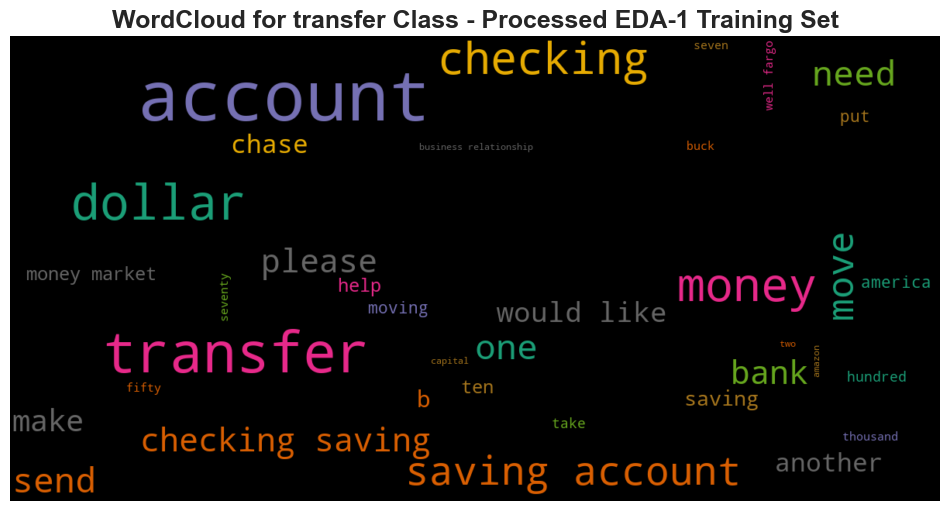 WordCloud for transfer Class - Processed EDA-1 Training Set
checking
seven
well fargo
need
account
put
chase
business relationship
buck
dollar
move
please
money market
help
seventy
money
america
moving
would like
transfer
one
two
capital
amazon
bank
hundred
fifty
ten
b
saving
make
take
checking saving
thousand
another
saving account
send